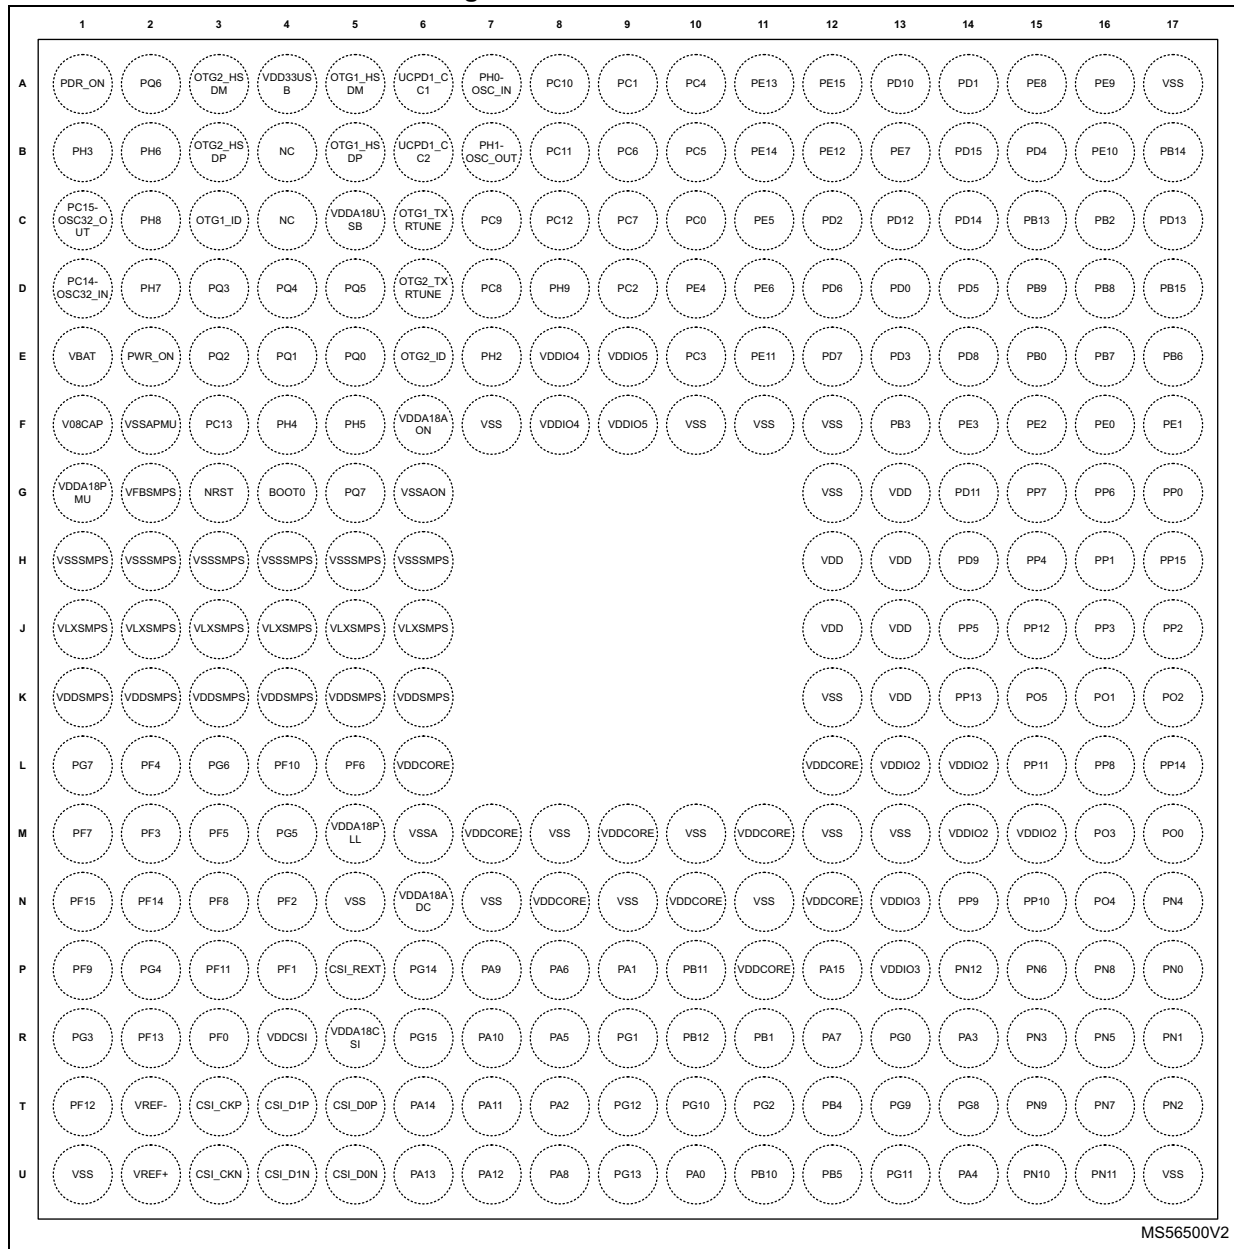 1 2 3 4 5 6 7 8 9 10 11 12 13 14 15 16 17
A PDR_ON PQ6 OTG2_HS DM VDD33US B OTG1_HS DM UCPD1_C C1 PH0- OSC_IN PC10 PC1 PC4 PE13 PE15 PD10 PD1 PE8 PE9 VSS
B PH3 PH6 OTG2_HS DP NC OTG1_HS DP UCPD1_C C2 PH1- OSC_OUT PC11 PC6 PC5 PE14 PE12 PE7 PD15 PD4 PE10 PB14
C PC15- OSC32_O UT PH8 OTG1_ID NC VDDA18U SB OTG1_TX RTUNE PC9 PC12 PC7 PC0 PE5 PD2 PD12 PD14 PB13 PB2 PD13
D PC14- OSC32_IN PH7 PQ3 PQ4 PQ5 OTG2_TX RTUNE PC8 PH9 PC2 PE4 PE6 PD6 PD0 PD5 PB9 PB8 PB15
E VBAT PWR_ON PQ2 PQ1 PQ0 OTG2_ID PH2 VDDIO4 VDDIO5 PC3 PE11 PD7 PD3 PD8 PB0 PB7 PB6
F V08CAP VSSAPMU PC13 PH4 PH5 VDDA18A ON VSS VDDIO4 VDDIO5 VSS VSS VSS PB3 PE3 PE2 PE0 PE1
G VDDA18P MU VFBSMPS NRST BOOT0 PQ7 VSSAON VSS VDD PD11 PP7 PP6 PP0
H VSSSMPS VSSSMPS VSSSMPS VSSSMPS VSSSMPS VSSSMPS VDD VDD PD9 PP4 PP1 PP15
J VLXSMPS VLXSMPS VLXSMPS VLXSMPS VLXSMPS VLXSMPS VDD VDD PP5 PP12 PP3 PP2
K VDDSMPS VDDSMPS VDDSMPS VDDSMPS VDDSMPS VDDSMPS VSS VDD PP13 PO5 PO1 PO2
L PG7 PF4 PG6 PF10 PF6 VDDCORE VDDCORE VDDIO2 VDDIO2 PP11 PP8 PP14
M PF7 PF3 PF5 PG5 VDDA18P LL VSSA VDDCORE VSS VDDCORE VSS VDDCORE VSS VSS VDDIO2 VDDIO2 PO3 PO0
N PF15 PF14 PF8 PF2 VSS VDDA18A DC VSS VDDCORE VSS VDDCORE VSS VDDCORE VDDIO3 PP9 PP10 PO4 PN4
P PF9 PG4 PF11 PF1 CSI_REXT PG14 PA9 PA6 PA1 PB11 VDDCORE PA15 VDDIO3 PN12 PN6 PN8 PN0
R PG3 PF13 PF0 VDDCSI VDDA18C SI PG15 PA10 PA5 PG1 PB12 PB1 PA7 PG0 PA3 PN3 PN5 PN1
T PF12 VREF- CSI_CKP CSI_D1P CSI_D0P PA14 PA11 PA2 PG12 PG10 PG2 PB4 PG9 PG8 PN9 PN7 PN2
U VSS VREF+ CSI_CKN CSI_D1N CSI_D0N PA13 PA12 PA8 PG13 PA0 PB10 PB5 PG11 PA4 PN10 PN11 VSS
MS56500V2